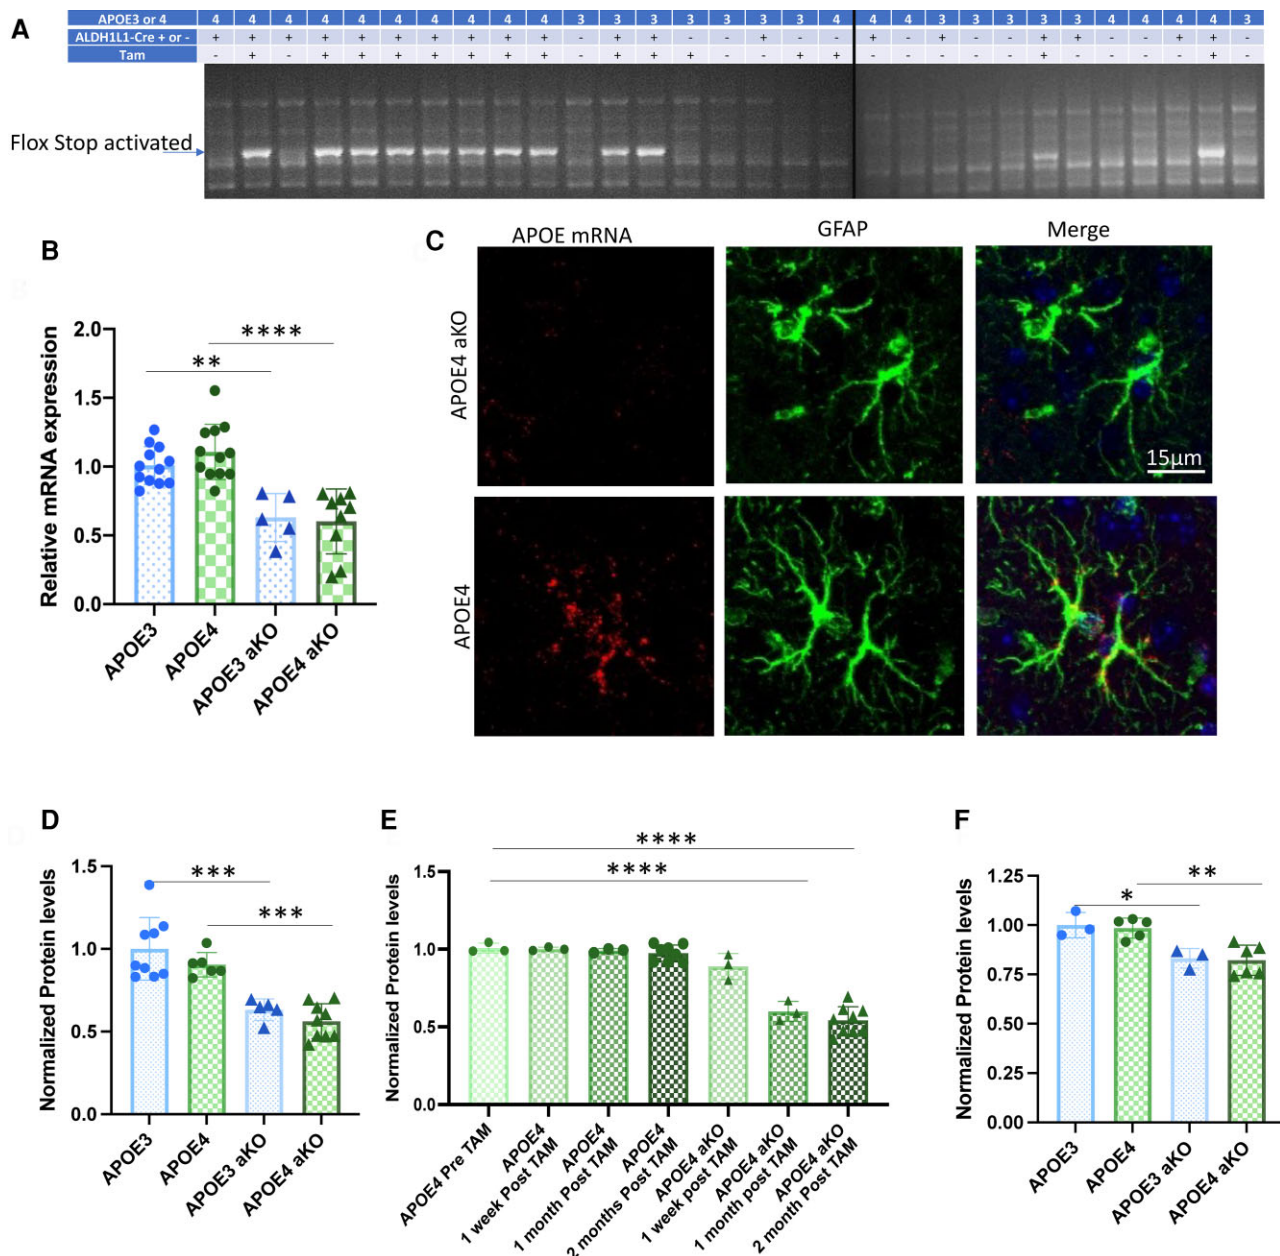 A
APOE3 or 4 4 4 4 4 4 4 4 4 4 4 3 3 3 3 3 3 3 4 4 4 3 3 3 3 3 4 4 4 4 3
ALDH1L1-Cre + or - + + + + + + + + + + - + + - - + - - + - + - - + + - - + + -
Tam - + - + + + + + + + - + + + - - + + - - - - - + - - - - + -
Flox Stop activated
B
Relative mRNA expression
2.0
1.5
1.0
0.5
0.0
**
****
APOE3
APOE4
APOE3 aKO
APOE4 aKO
C
APOE mRNA
GFAP
Merge
APOE4 aKO
15µm
APOE4
D
Normalized Protein levels
1.5
1.0
0.5
0.0
***
***
APOE3
APOE4
APOE3 aKO
APOE4 aKO
E
Normalized Protein levels
1.5
1.0
0.5
0.0
****
****
APOE4 Pre TAM
APOE4
1 week Post TAM
APOE4
1 month Post TAM
APOE4
2 months Post TAM
APOE4 aKO
1 week post TAM
APOE4 aKO
1 month post TAM
APOE4 aKO
2 month Post TAM
F
Normalized Protein levels
1.25
1.00
0.75
0.50
0.25
0.00
*
**
APOE3
APOE4
APOE3 aKO
APOE4 aKO